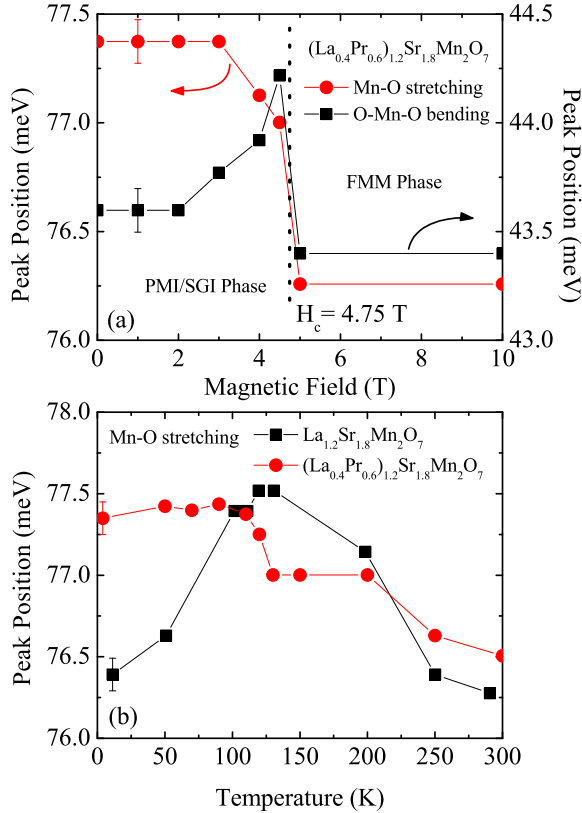 44.5
(La0.4Pr0.6)1.2Sr1.8Mn2O7
Mn-O stretching
O-Mn-O bending
77.5
77.0
76.5
76.0
44.0
43.5
43.0
Peak Position (meV)
Peak Position (meV)
FMM Phase
PMI/SGI Phase
(a)
Hc= 4.75 T
0 2 4 6 8 10
Magnetic Field (T)
78.0
77.5
77.0
76.5
76.0
Peak Position (meV)
Mn-O stretching
La1.2Sr1.8Mn2O7
(La0.4Pr0.6)1.2Sr1.8Mn2O7
(b)
0 50 100 150 200 250 300
Temperature (K)